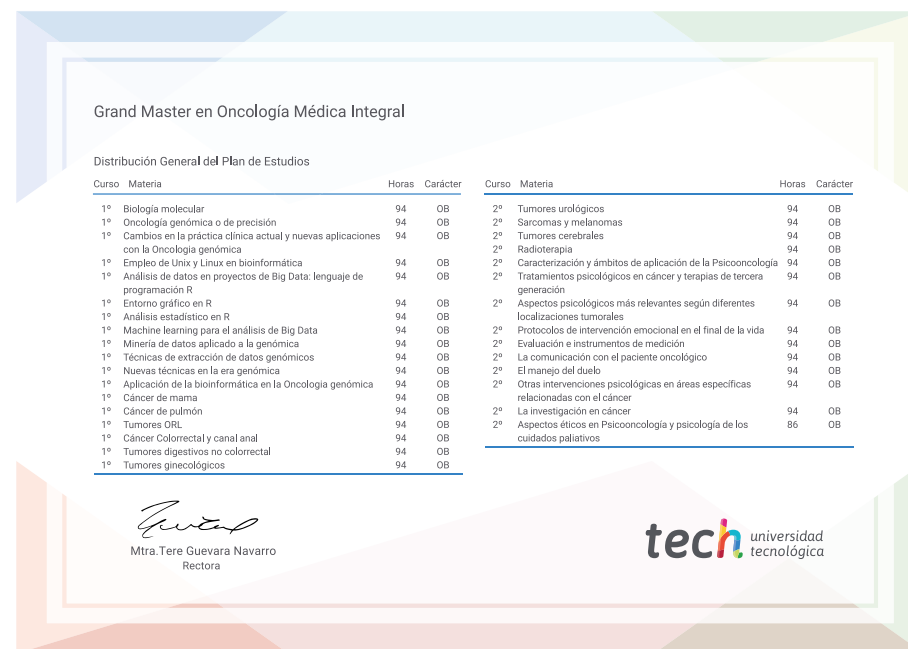 Grand Master en Oncología Médica Integral
Distribución General del Plan de Estudios
Curso Materia Horas Carácter
1º Biología molecular 94 OB
1º Oncología genómica o de precisión 94 OB
1º Cambios en la práctica clínica actual y nuevas aplicaciones 94 OB
con la Oncologia genómica
1º Empleo de Unix y Linux en bioinformática 94 OB
1º Análisis de datos en proyectos de Big Data: lenguaje de 94 OB
programación R
1º Entorno gráfico en R 94 OB
1º Análisis estadístico en R 94 OB
1º Machine learning para el análisis de Big Data 94 OB
1º Minería de datos aplicado a la genómica 94 OB
1º Técnicas de extracción de datos genómicos 94 OB
1º Nuevas técnicas en la era genómica 94 OB
1º Aplicación de la bioinformática en la Oncologia genómica 94 OB
1º Cáncer de mama 94 OB
1º Cáncer de pulmón 94 OB
1º Tumores ORL 94 OB
1º Cáncer Colorrectal y canal anal 94 OB
1º Tumores digestivos no colorrectal 94 OB
1º Tumores ginecológicos 94 OB
Curso Materia Horas Carácter
2º Tumores urológicos 94 OB
2º Sarcomas y melanomas 94 OB
2º Tumores cerebrales 94 OB
2º Radioterapia 94 OB
2º Caracterización y ámbitos de aplicación de la Psicooncología 94 OB
2º Tratamientos psicológicos en cáncer y terapias de tercera 94 OB
generación
2º Aspectos psicológicos más relevantes según diferentes 94 OB
localizaciones tumorales
2º Protocolos de intervención emocional en el final de la vida 94 OB
2º Evaluación e instrumentos de medición 94 OB
2º La comunicación con el paciente oncológico 94 OB
2º El manejo del duelo 94 OB
2º Otras intervenciones psicológicas en áreas específicas 94 OB
relacionadas con el cáncer
2º La investigación en cáncer 94 OB
2º Aspectos éticos en Psicooncología y psicología de los 86 OB
cuidados paliativos
Mtra.Tere Guevara Navarro
Rectora
tech universidad
tecnológica